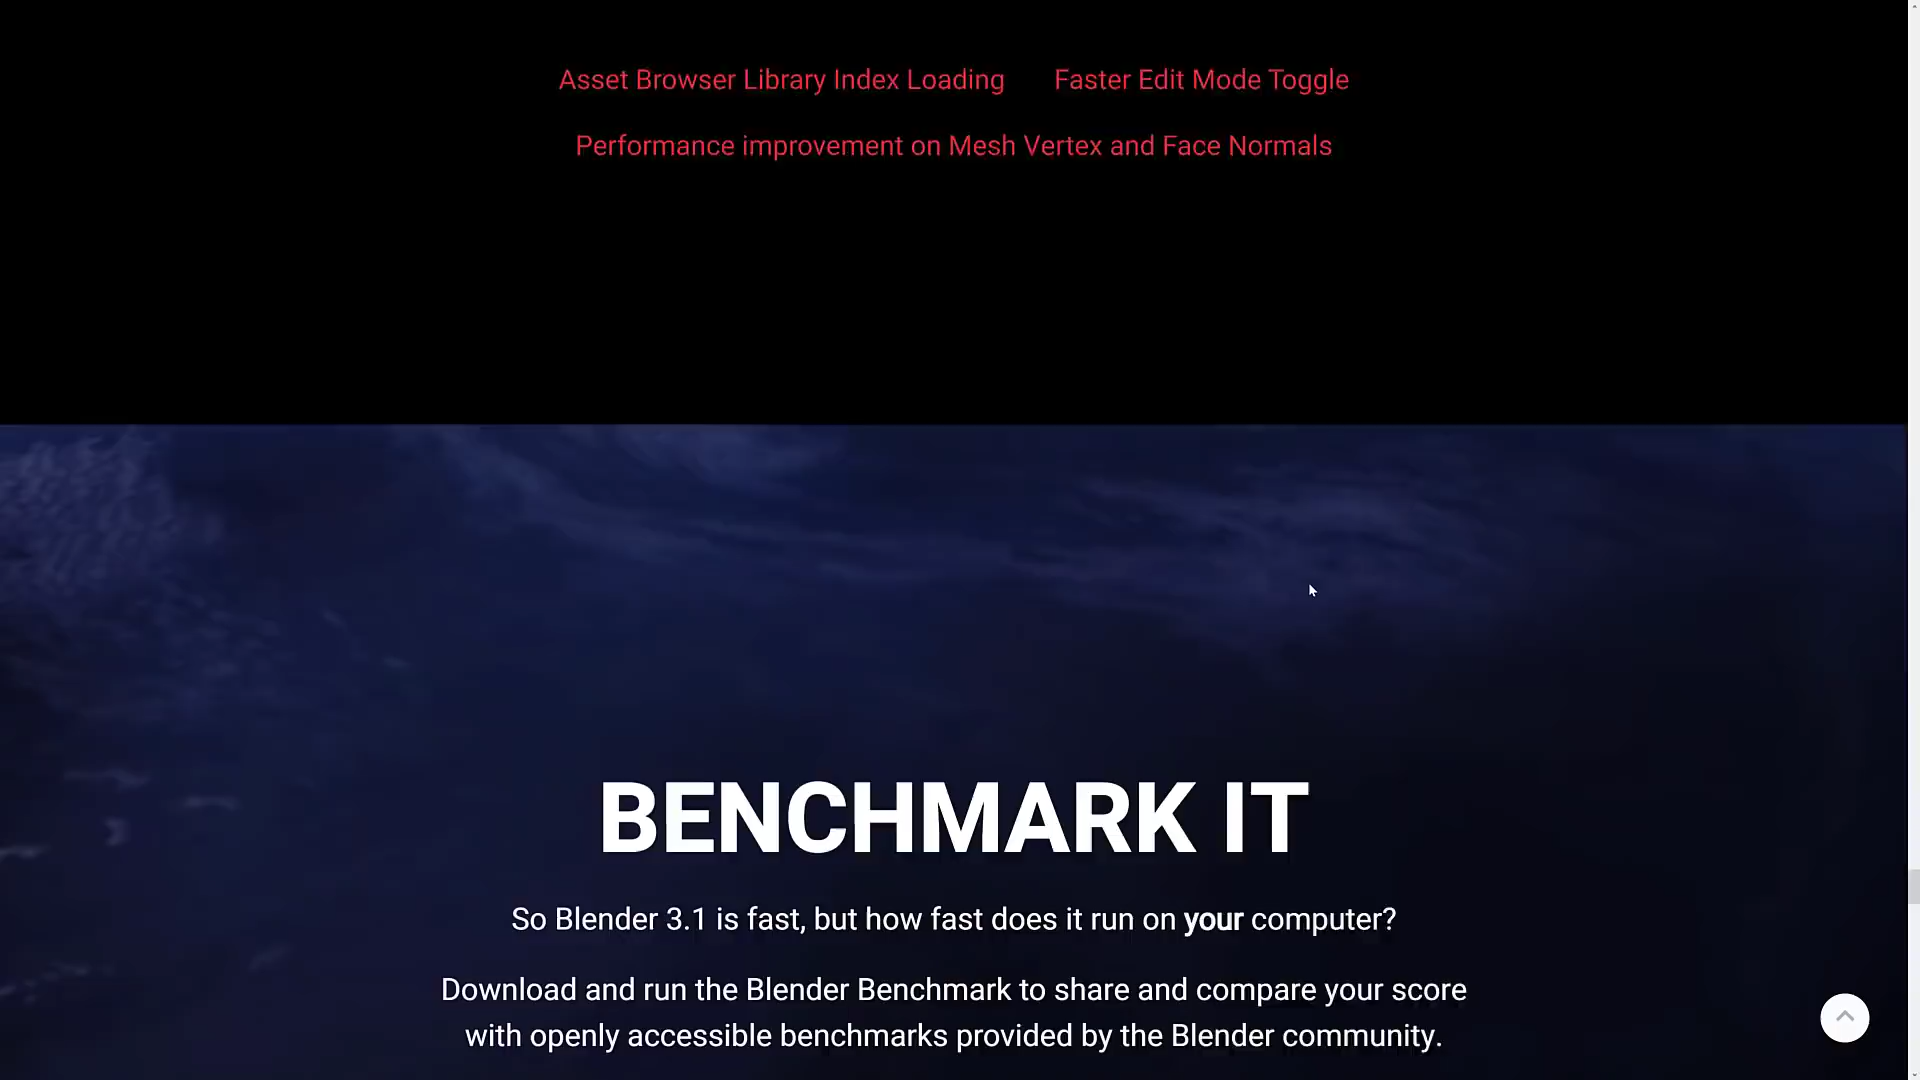 Asset Browser Library Index Loading Faster Edit Mode Toggle
Performance improvement on Mesh Vertex and Face Normals
BENCHMARK IT
So Blender 3.1 is fast, but how fast does it run on your computer?
Download and run the Blender Benchmark to share and compare your score
with openly accessible benchmarks provided by the Blender community.